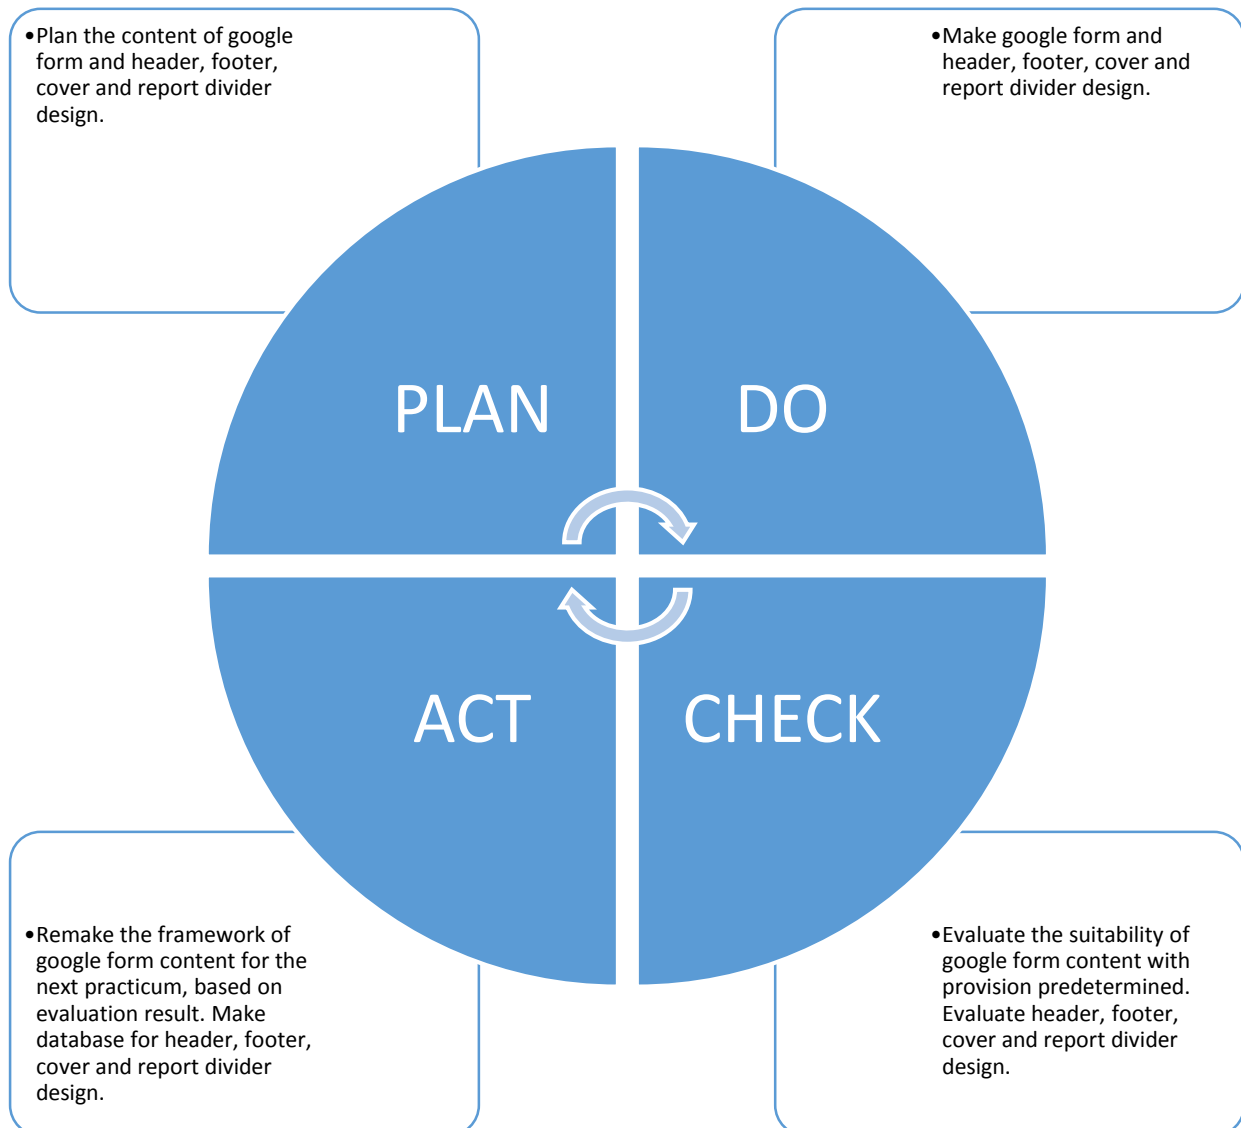 •Plan the content of google
form and header, footer,
cover and report divider
design.
•Make google form and
header, footer, cover and
report divider design.
PLAN
DO
ACT
CHECK
•Remake the framework of
google form content for the
next practicum, based on
evaluation result. Make
database for header, footer,
cover and report divider
design.
•Evaluate the suitability of
google form content with
provision predetermined.
Evaluate header, footer,
cover and report divider
design.